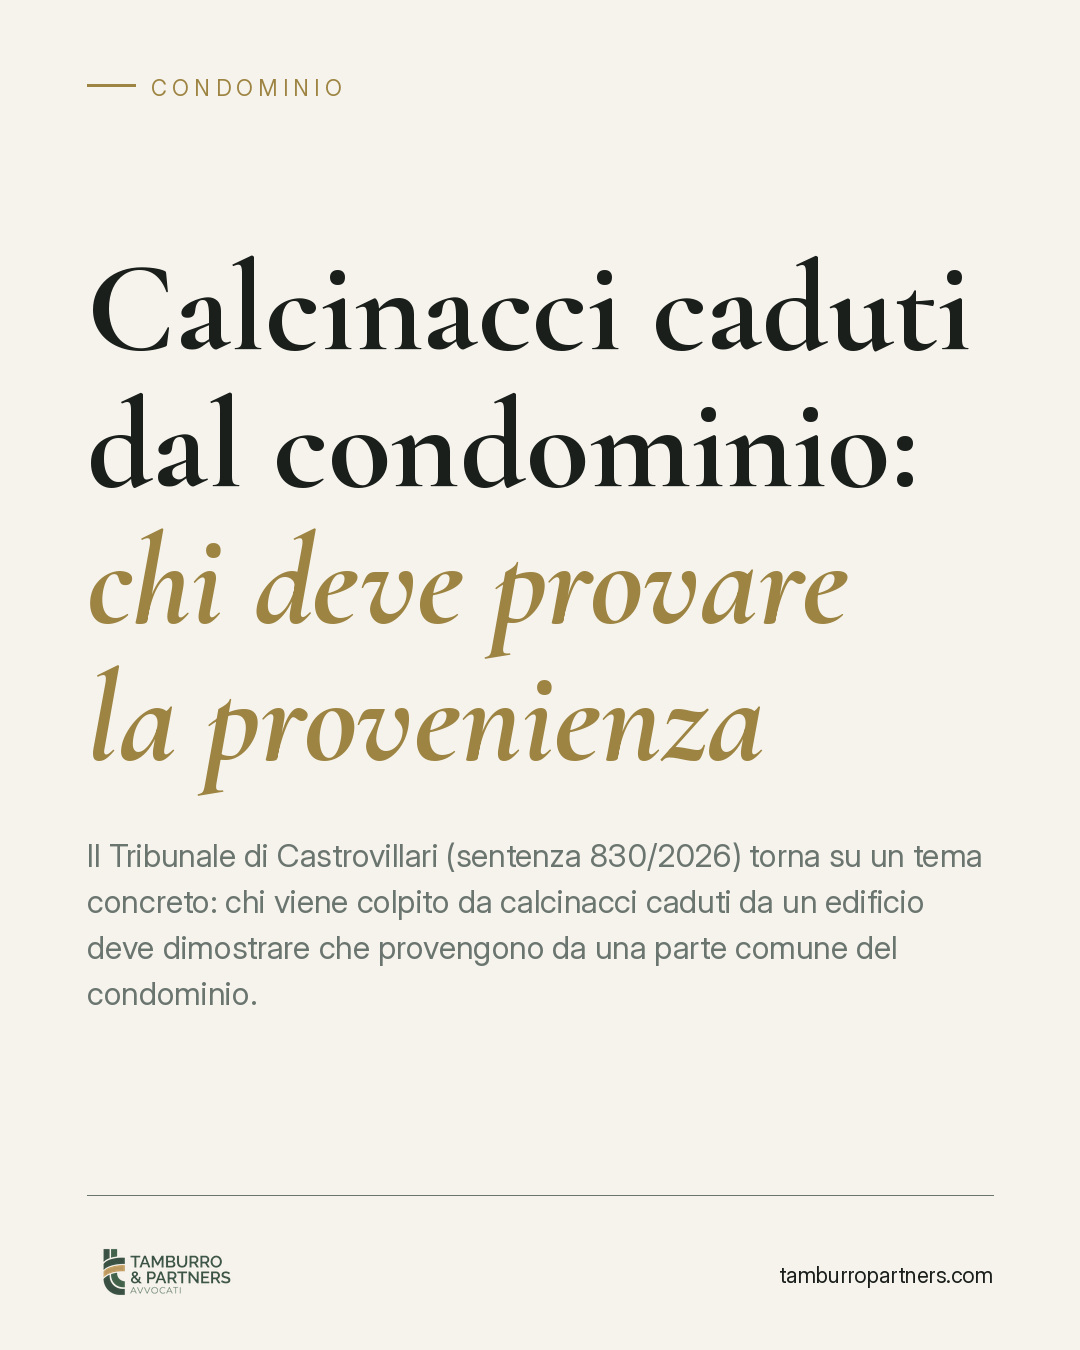 CONDOMINIO
Calcinacci caduti
dal condominio:
chi deve provare
la provenienza
Il Tribunale di Castrovillari (sentenza 830/2026) torna su un tema
concreto: chi viene colpito da calcinacci caduti da un edificio
deve dimostrare che provengono da una parte comune del
condominio.
TAMBURRO
& PARTNERS
AVVOCATI
tamburropartners.com